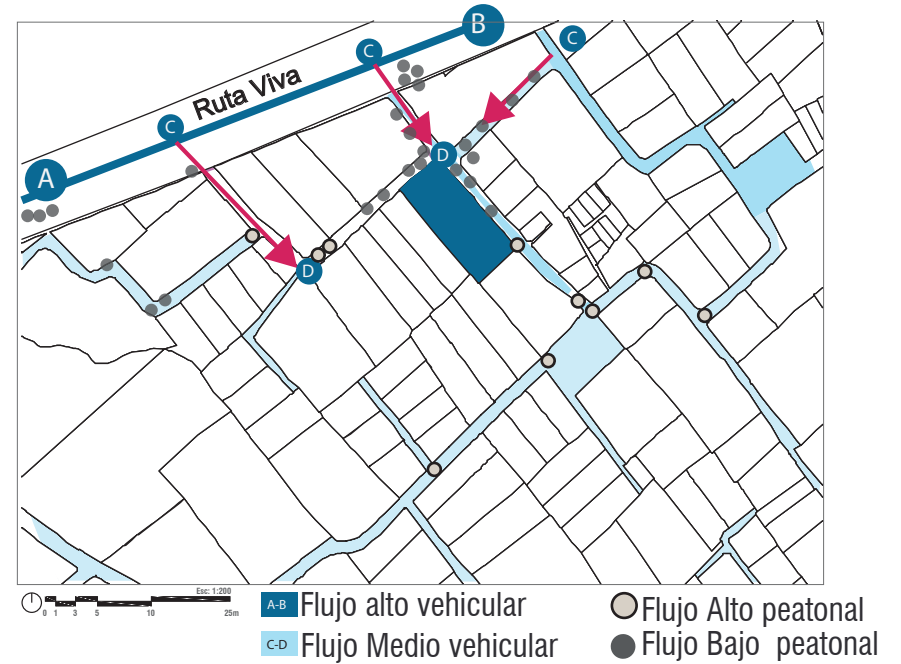 B
C
C
Ruta Viva
C
D
A
D
Esc: 1:200
0 1 3 5 10 25m
A-B Flujo alto vehicular
C-D Flujo Medio vehicular
Flujo Alto peatonal
Flujo Bajo peatonal